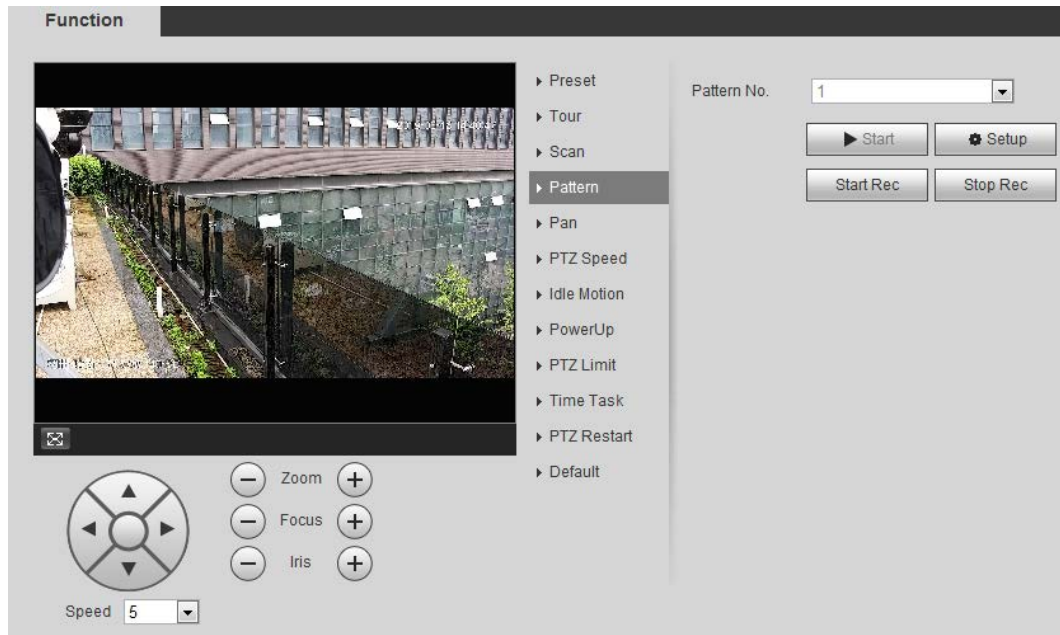 Function
Preset
Tour
Scan
Pattern
Pan
PTZ Speed
Idle Motion
PowerUp
PTZ Limit
Time Task
PTZ Restart
Default
Pattern No. 1
Start Setup
Start Rec Stop Rec
Zoom
Focus
Iris
Speed 5